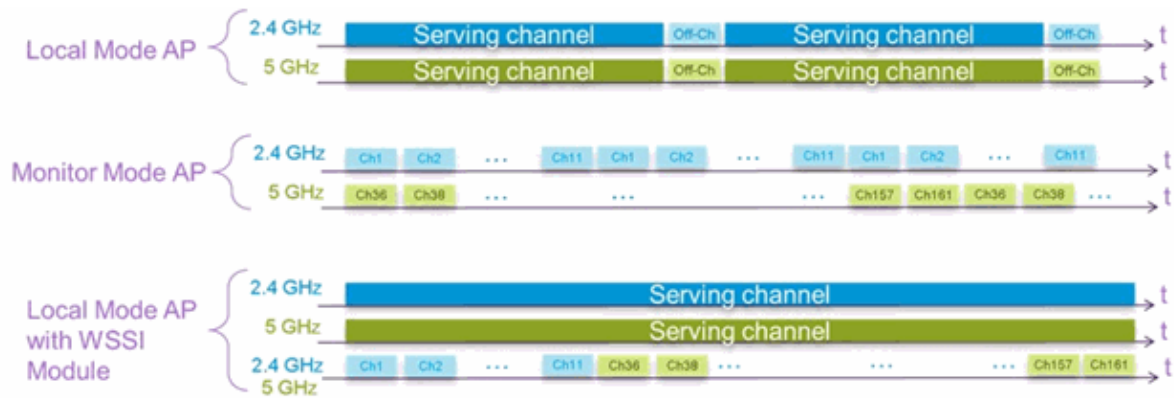 2.4 GHz Serving channel Off-Ch Serving channel Off-Ch t
Local Mode AP
5 GHz Serving channel Off-Ch Serving channel Off-Ch t
2.4 GHz Ch1 Ch2 ... Ch11 Ch1 Ch2 ... Ch11 Ch1 Ch2 ... Ch11 t
Monitor Mode AP
5 GHz Ch36 Ch38 ... ... ... Ch157 Ch161 Ch36 Ch38 ... t
2.4 GHz Serving channel t
Local Mode AP
with WSSI
Module
5 GHz Serving channel t
2.4 GHz Ch1 Ch2 ... Ch11 Ch36 Ch38 ... ... ... Ch157 Ch161 t
5 GHz